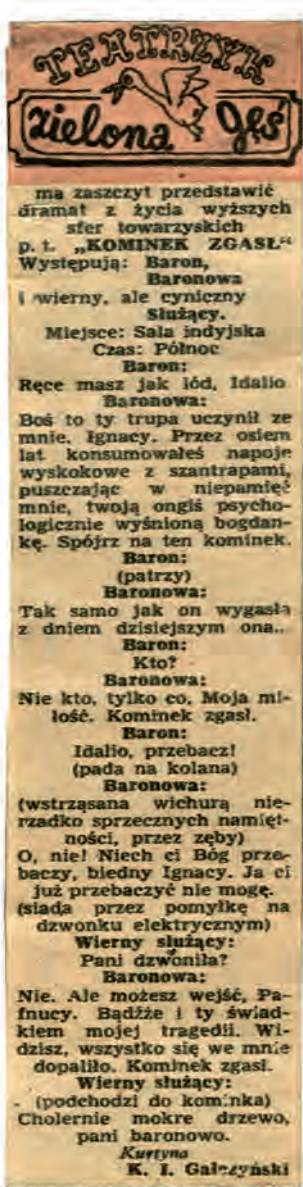 TEATRZYK
zielona gęś
ma zaszczyt przedstawić
dramat z życia wyższych
sfer towarzyskich
p. t. „KOMINEK ZGASŁ"
Występują: Baron,
Baronowa
i wierny, ale cyniczny
Służący.
Miejsce: Sala indyjska
Czas: Północ
Baron:
Ręce masz jak lód, Idalio
Baronowa:
Boś to ty trupa uczynił ze
mnie, Ignacy. Przez osiem
lat konsumowałeś napoje
wyskokowe z szantrapami,
puszczając w niepamięć
mnie, twoją ongiś psycho-
logicznie wyśnioną bogdan-
kę. Spójrz na ten kominek.
Baron:
(patrzy)
Baronowa:
Tak samo jak on wygasła
z dniem dzisiejszym ona..
Baron:
Kto?
Baronowa:
Nie kto, tylko co. Moja mi-
łość. Kominek zgasł.
Baron:
Idalio, przebacz!
(pada na kolana)
Baronowa:
(wstrząsana wichurą nie-
rzadko sprzecznych namięt-
ności, przez zęby)
O, nie! Niech ci Bóg prze-
baczy, biedny Ignacy. Ja ci
już przebaczyć nie mogę.
(siada przez pomyłkę na
dzwonku elektrycznym)
Wierny służący:
Pani dzwoniła?
Baronowa:
Nie. Ale możesz wejść, Pa-
fnucy. Bądźże i ty świad-
kiem mojej tragedii. Wi-
dzisz, wszystko się we mnie
dopaliło. Kominek zgasł.
Wierny służący:
(podchodzi do kominka)
Cholernie mokre drzewo,
pani baronowo.
Kurtyna
K. I. Gałczyński